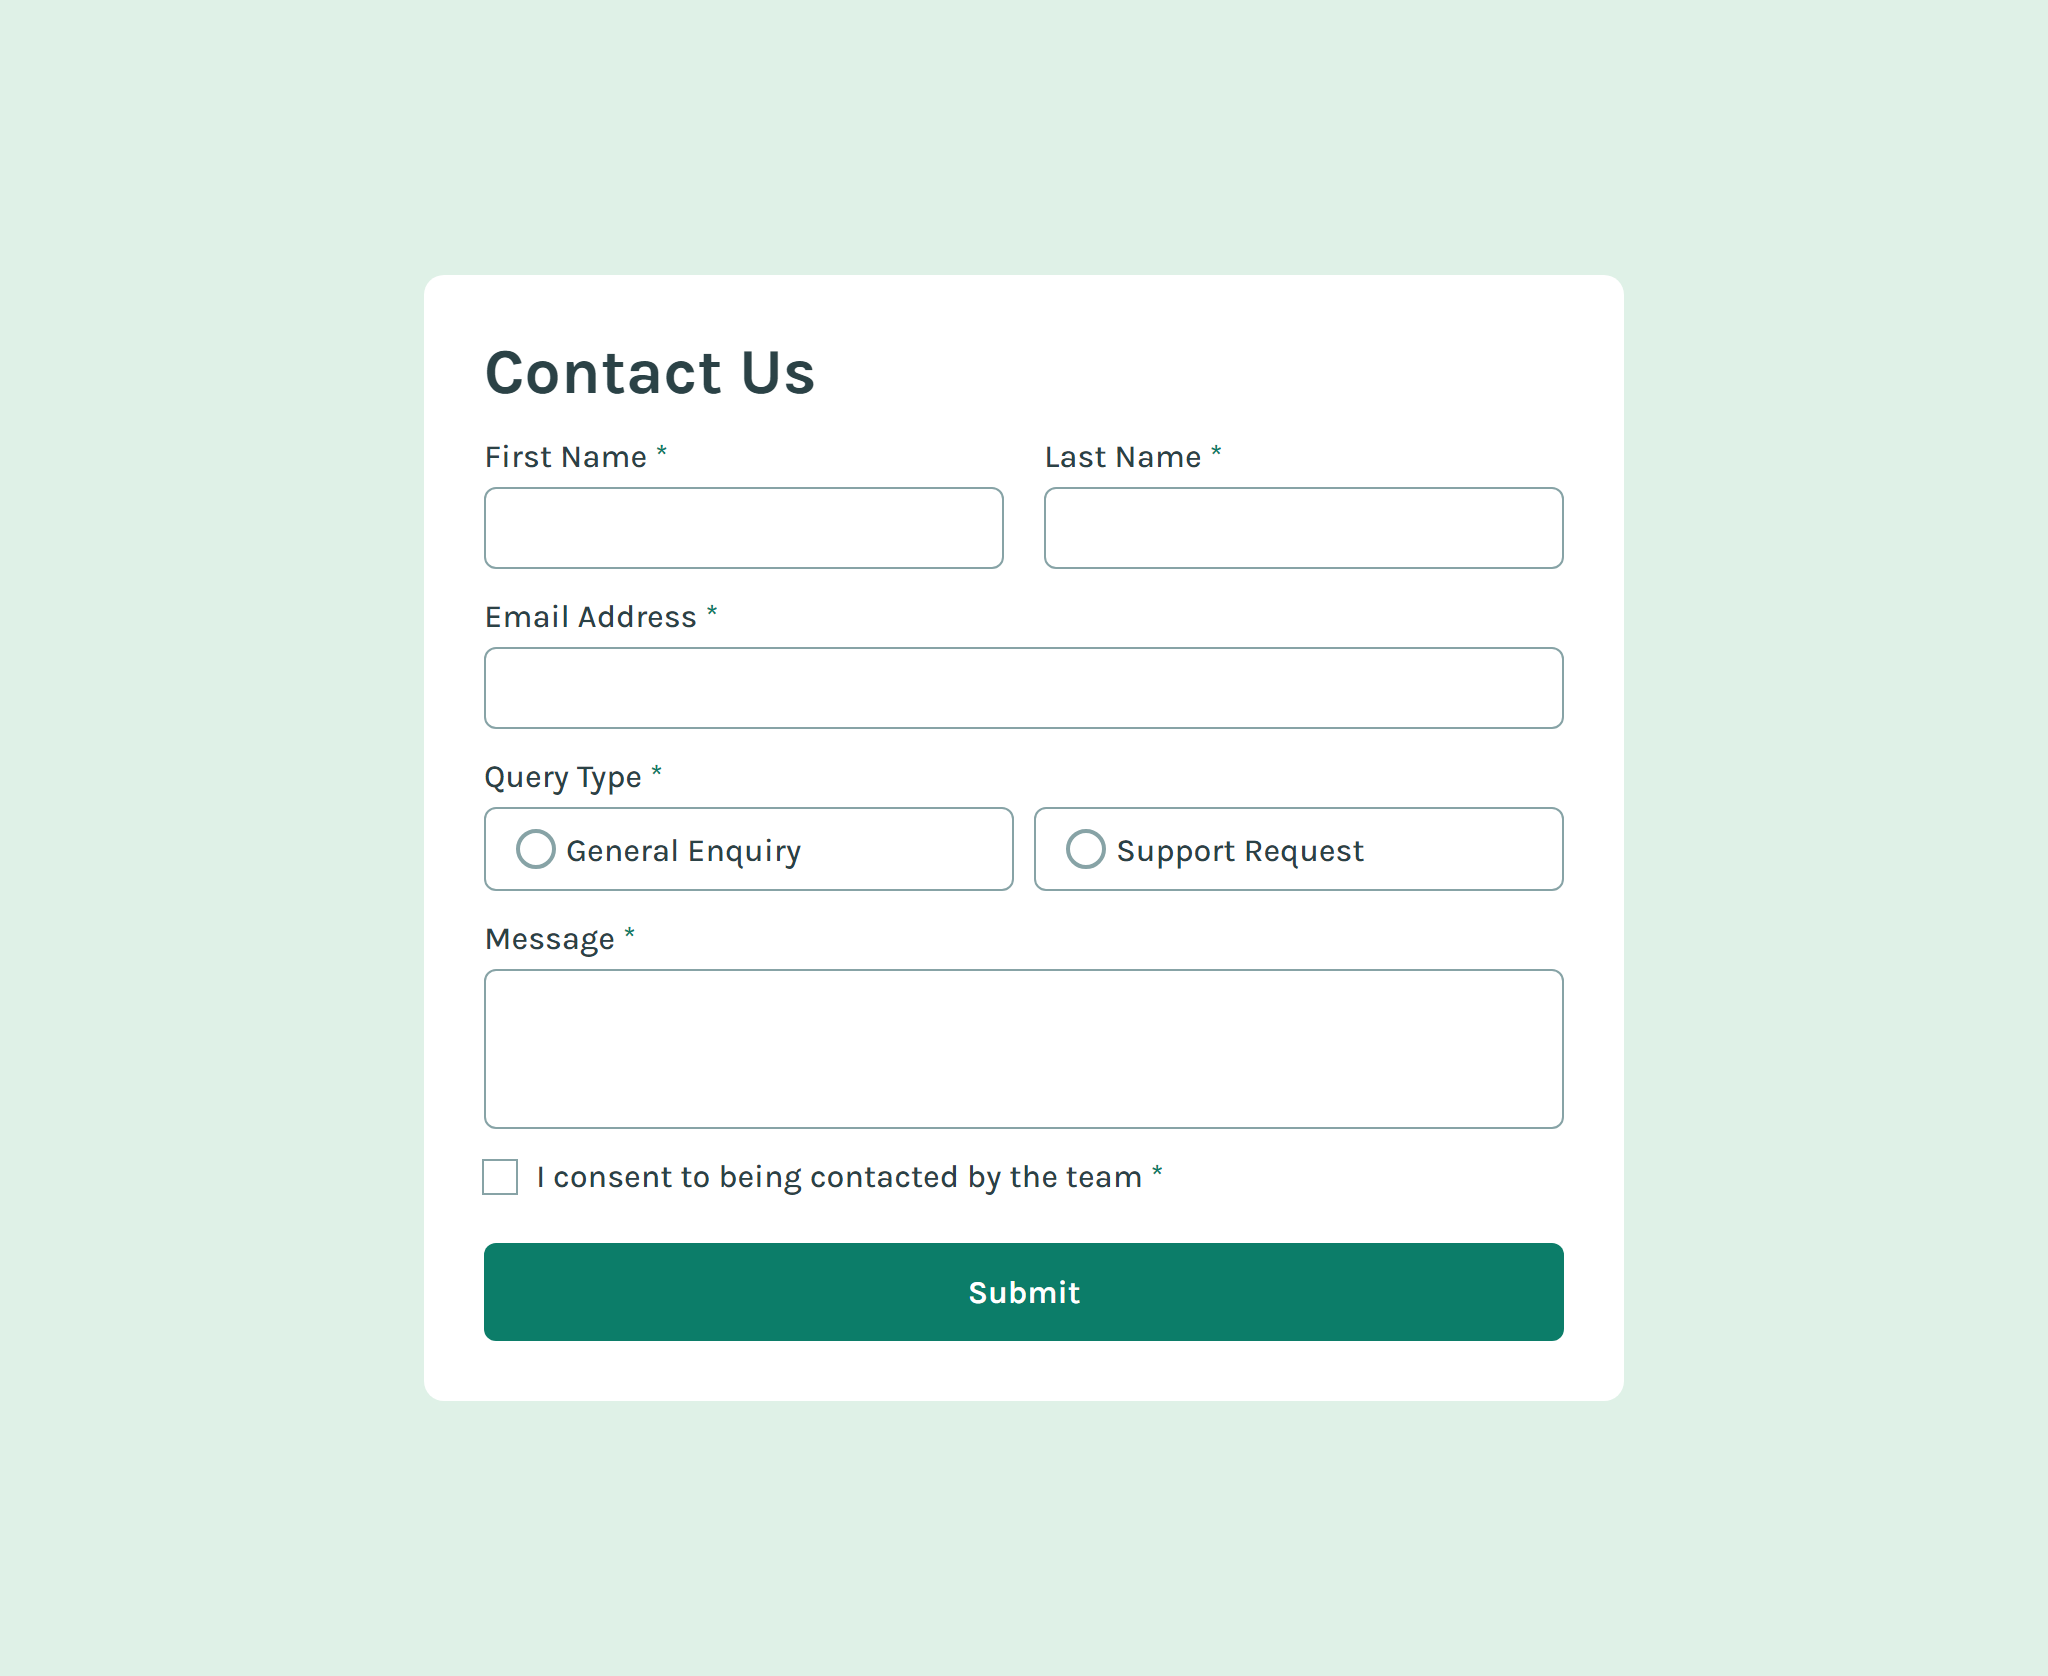 Contact Us
First Name *
Last Name *
Email Address *
Query Type *
General Enquiry
Support Request
Message *
I consent to being contacted by the team *
Submit